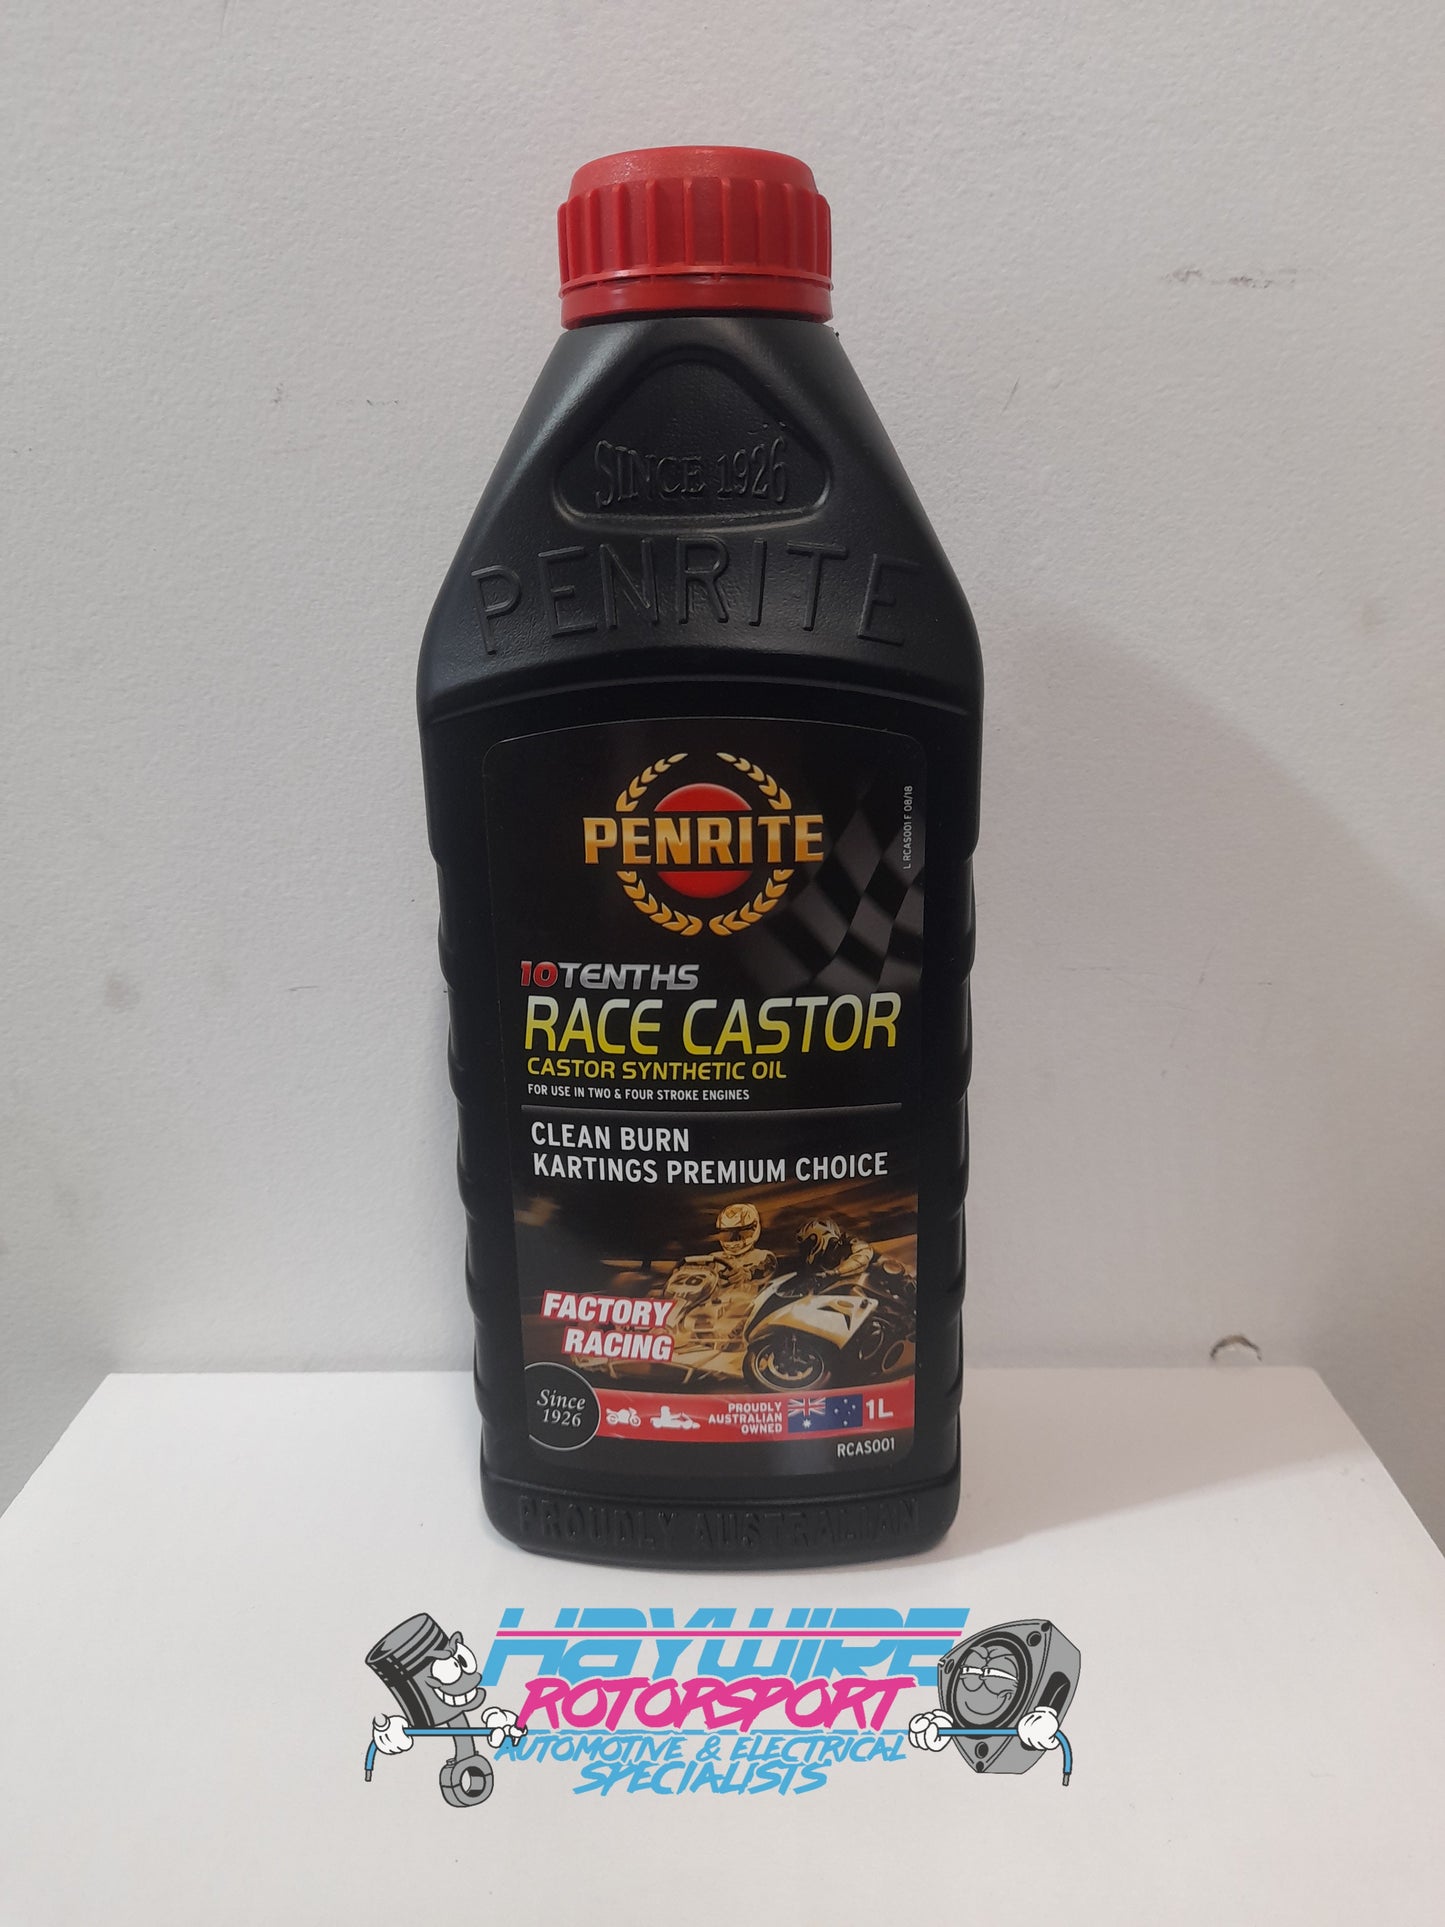 SINCE 1926
PENRITE
PENRITE
L RCAS001 F 08/18
10TENTHS
RACE CASTOR
CASTOR SYNTHETIC OIL
FOR USE IN TWO & FOUR STROKE ENGINES
CLEAN BURN
KARTINGS PREMIUM CHOICE
26
FACTORY
RACING
Since
1926
PROUDLY
AUSTRALIAN
OWNED
1L
RCAS001
PROUDLY AUSTRALIAN
HAYWIRE
ROTORSPORT
AUTOMOTIVE & ELECTRICAL
SPECIALISTS